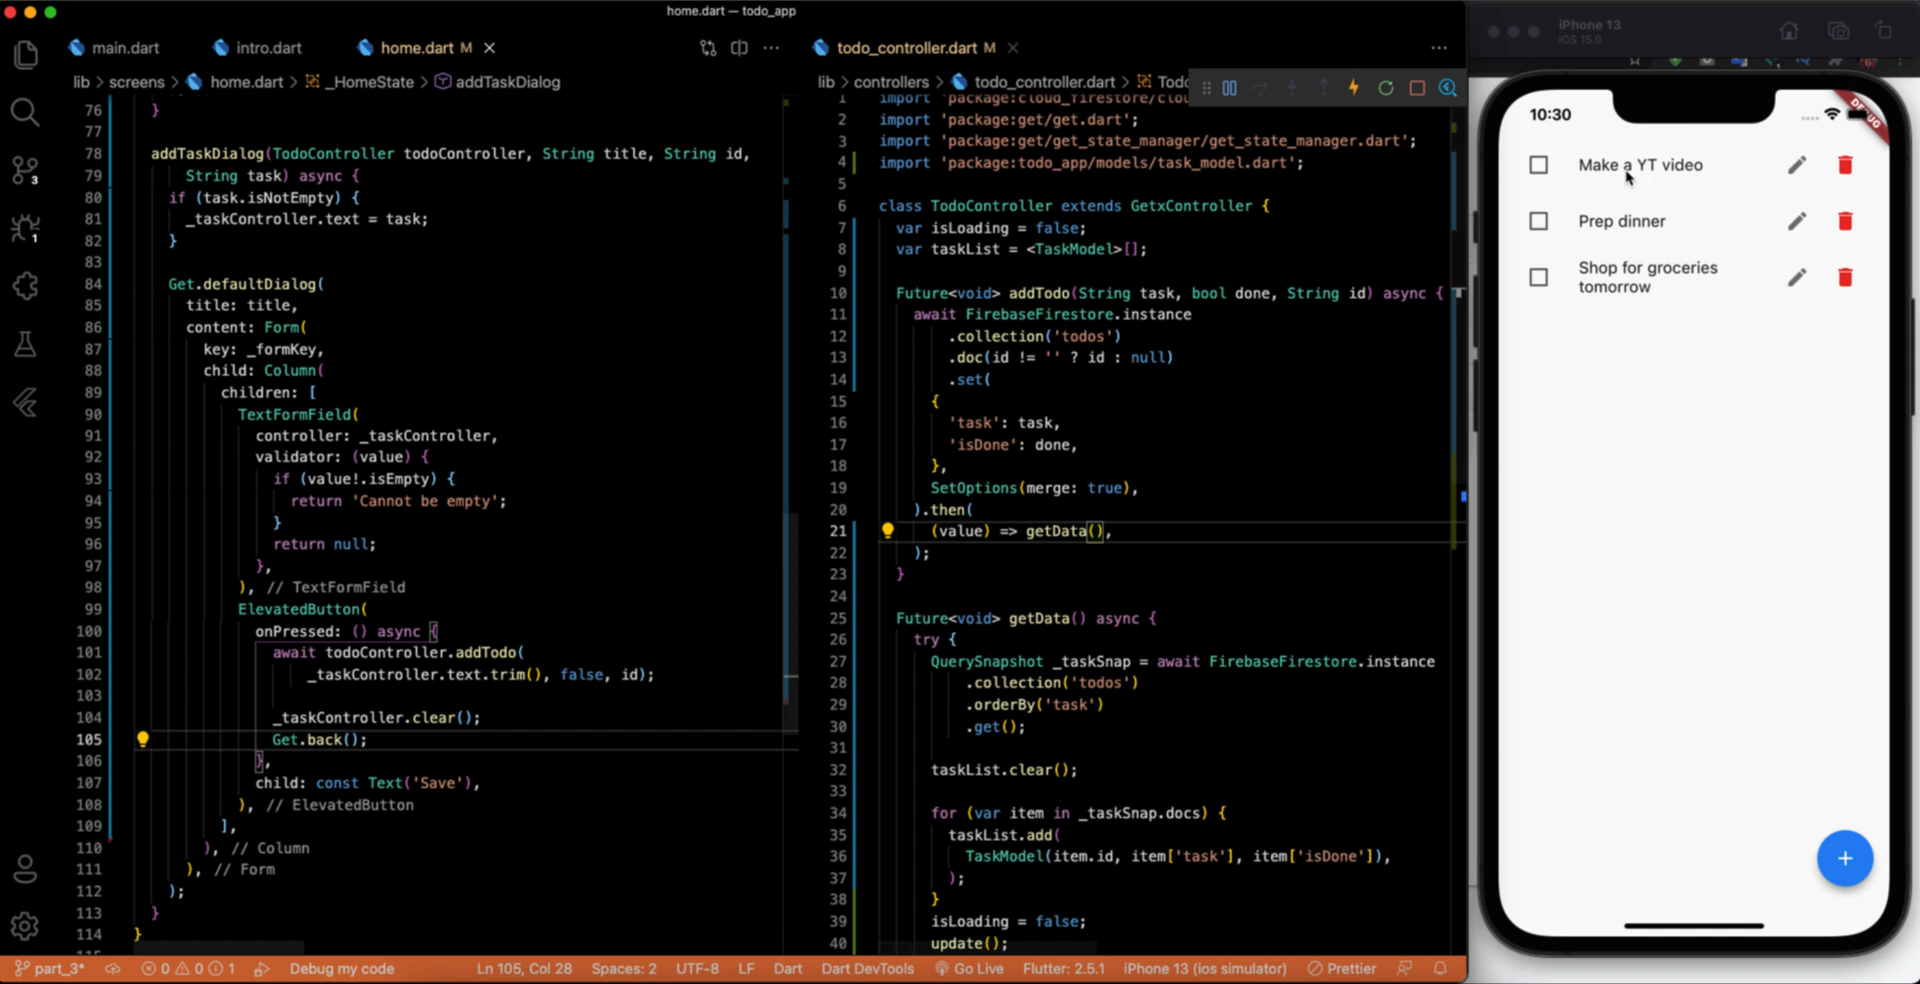 home.dart — todo_app
main.dart
intro.dart
home.dart M
lib > screens > home.dart > _HomeState > addTaskDialog
76 }
77
78 addTaskDialog(TodoController todoController, String title, String id,
79 String task) async {
80 if (task.isNotEmpty) {
81 _taskController.text = task;
82 }
83
84 Get.defaultDialog(
85 title: title,
86 content: Form(
87 key: _formKey,
88 child: Column(
89 children: [
90 TextFormField(
91 controller: _taskController,
92 validator: (value) {
93 if (value!.isEmpty) {
94 return 'Cannot be empty';
95 }
96 return null;
97 },
98 ), // TextFormField
99 ElevatedButton(
100 onPressed: () async {
101 await todoController.addTodo(
102 _taskController.text.trim(), false, id);
103
104 _taskController.clear();
105 Get.back();
106 },
107 child: const Text('Save'),
108 ), // ElevatedButton
109 ],
110 ), // Column
111 ), // Form
112 );
113 }
114 }
todo_controller.dart M
lib > controllers > todo_controller.dart > Todo
1 import 'package:cloud_firestore/clou
2 import 'package:get/get.dart';
3 import 'package:get/get_state_manager/get_state_manager.dart';
4 import 'package:todo_app/models/task_model.dart';
5
6 class TodoController extends GetxController {
7 var isLoading = false;
8 var taskList = <TaskModel>[];
9
10 Future<void> addTodo(String task, bool done, String id) async {
11 await FirebaseFirestore.instance
12 .collection('todos')
13 .doc(id != '' ? id : null)
14 .set(
15 {
16 'task': task,
17 'isDone': done,
18 },
19 SetOptions(merge: true),
20 ).then(
21 (value) => getData(),
22 );
23 }
24
25 Future<void> getData() async {
26 try {
27 QuerySnapshot _taskSnap = await FirebaseFirestore.instance
28 .collection('todos')
29 .orderBy('task')
30 .get();
31
32 taskList.clear();
33
34 for (var item in _taskSnap.docs) {
35 taskList.add(
36 TaskModel(item.id, item['task'], item['isDone']),
37 );
38 }
39 isLoading = false;
40 update();
3
1
iPhone 13
iOS 15.0
10:30
DEBUG
Make a YT video
Prep dinner
Shop for groceries
tomorrow
+
part_3* 0 0 1 Debug my code Ln 105, Col 28 Spaces: 2 UTF-8 LF Dart Dart DevTools Go Live Flutter: 2.5.1 iPhone 13 (ios simulator) Prettier